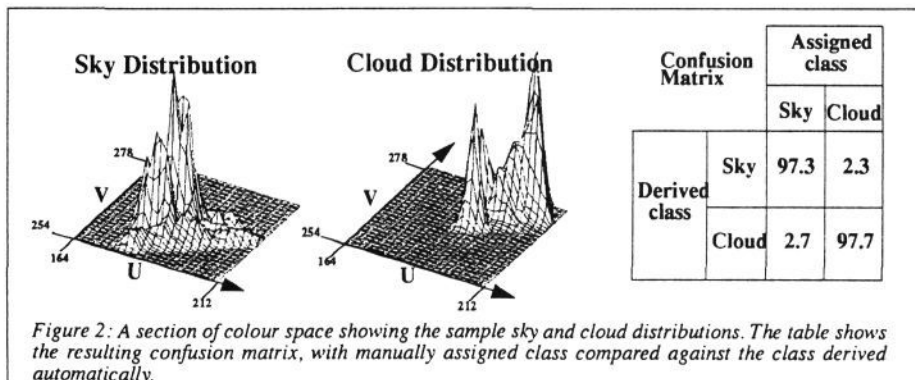 Sky Distribution
278
V
254
164
U
212
Cloud Distribution
278
V
254
164
U
212
Confusion
Matrix
Assigned
class
Sky Cloud
Derived
class
Sky 97.3 2.3
Cloud 2.7 97.7
Figure 2: A section of colour space showing the sample sky and cloud distributions. The table shows
the resulting confusion matrix, with manually assigned class compared against the class derived
automatically.